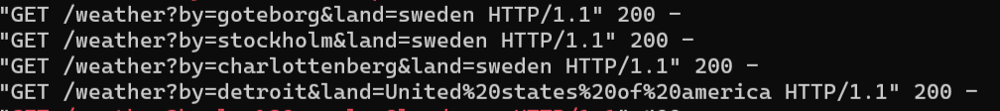 "GET /weather?by=goteborg&land=sweden HTTP/1.1" 200 -
"GET /weather?by=stockholm&land=sweden HTTP/1.1" 200 -
"GET /weather?by=charlottenberg&land=sweden HTTP/1.1" 200 -
"GET /weather?by=detroit&land=United%20states%20of%20america HTTP/1.1" 200 -